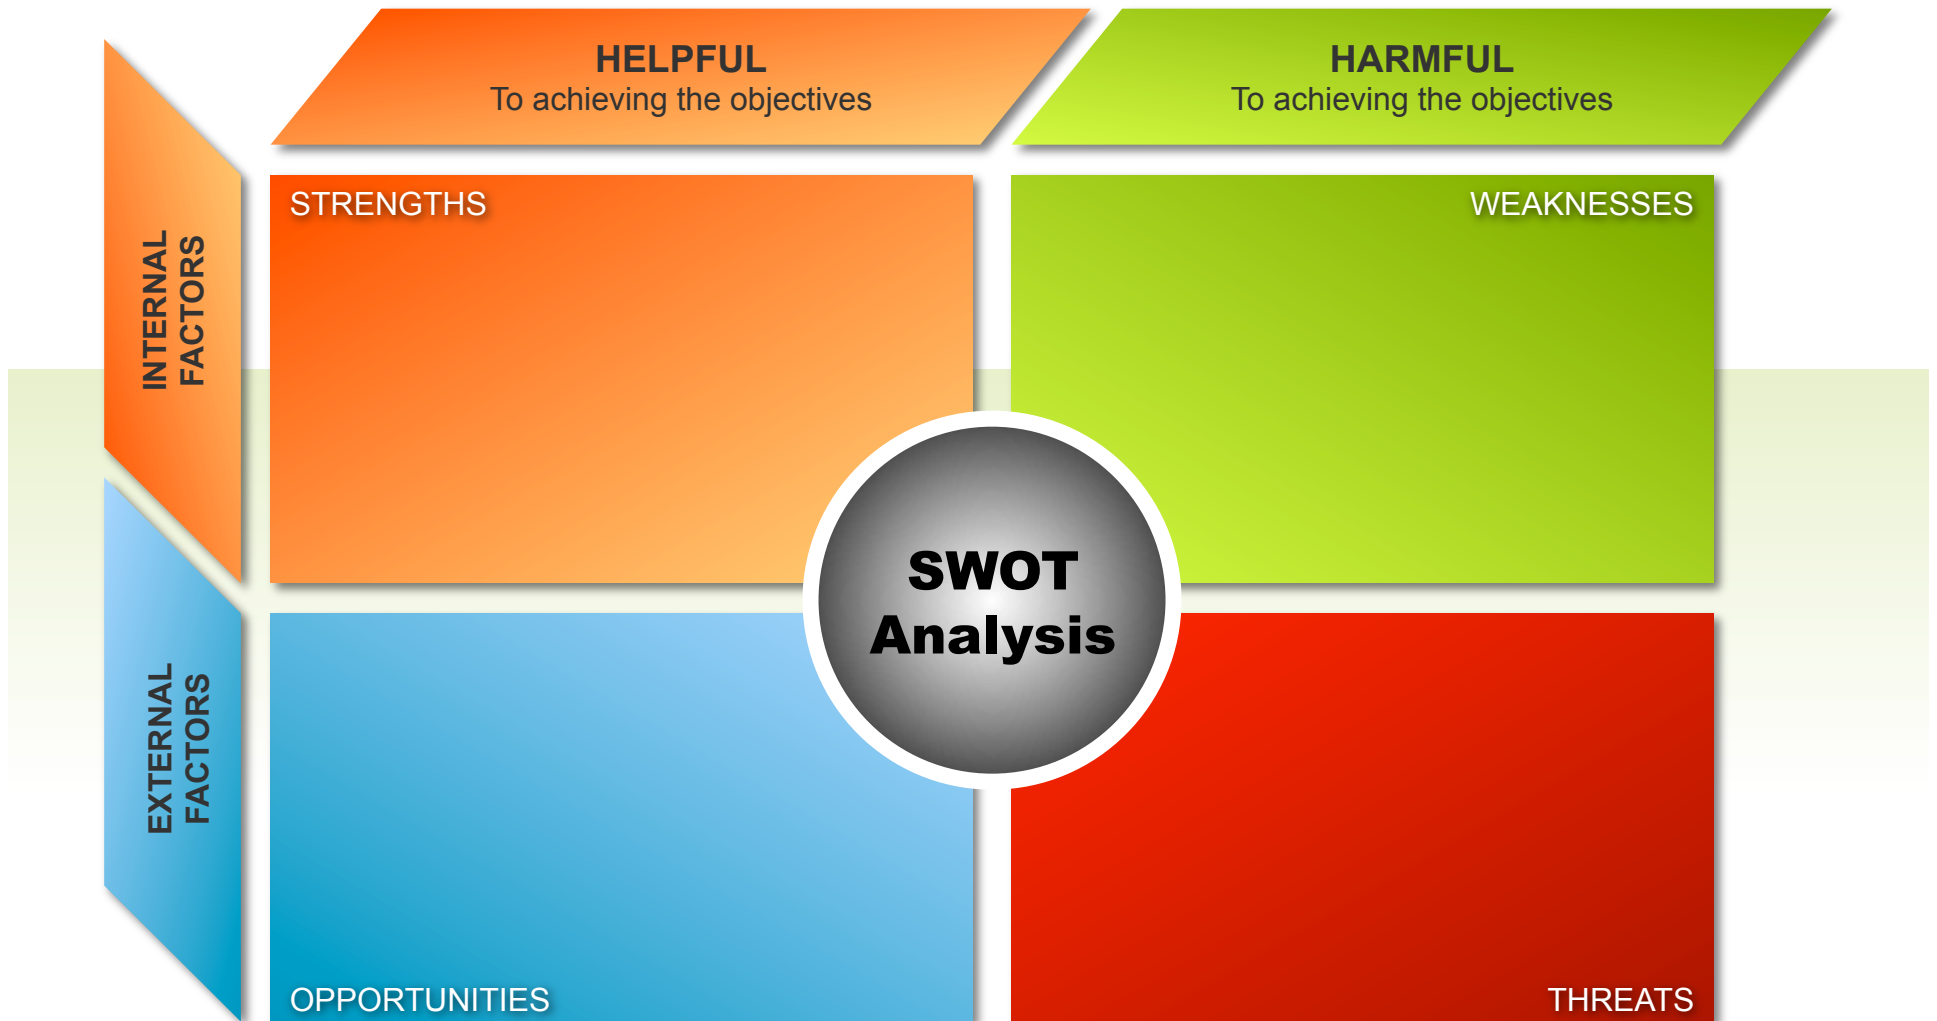 HELPFUL
To achieving the objectives
HARMFUL
To achieving the objectives
INTERNAL
FACTORS
STRENGTHS
WEAKNESSES
SWOT
Analysis
EXTERNAL
FACTORS
OPPORTUNITIES
THREATS